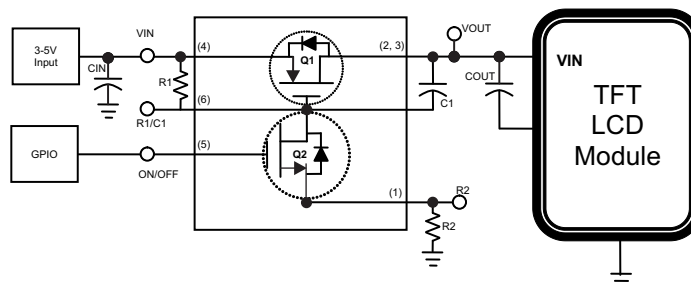 3-5V
Input
VIN
CIN
R1
R1/C1
GPIO
ON/OFF
(4)
(6)
(5)
Q1
Q2
(2, 3)
(1)
VOUT
C1
COUT
R2
R2
VIN
TFT
LCD
Module